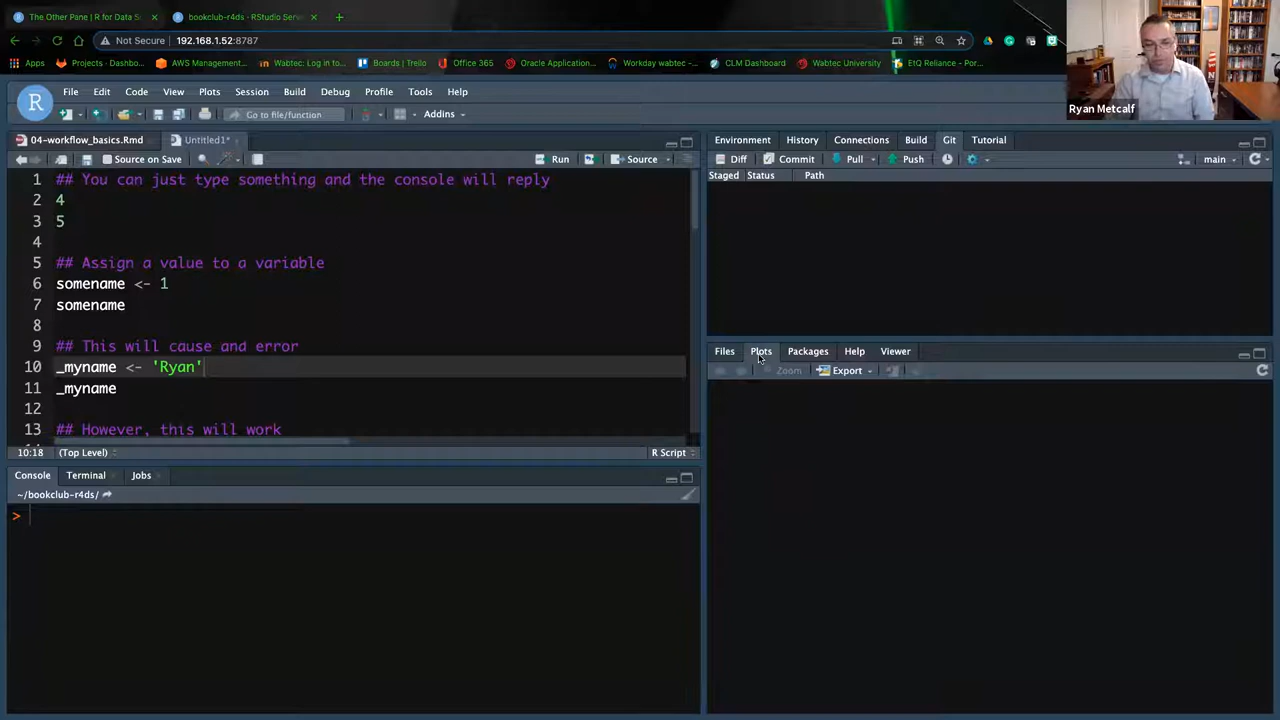 The Other Pane | R for Data S
bookclub-r4ds - RStudio Serve
Not Secure 192.168.1.52:8787
Apps Projects - Dashbo... AWS Management... Wabtec: Log in to... Boards | Trello Office 365 Oracle Application... Workday wabtec -... CLM Dashboard Wabtec University EtQ Reliance - Por...
Ryan Metcalf
R File Edit Code View Plots Session Build Debug Profile Tools Help
Go to file/function Addins
04-workflow_basics.Rmd Untitled1*
Source on Save Run Source
1 ## You can just type something and the console will reply
2 4
3 5
4
5 ## Assign a value to a variable
6 somename <- 1
7 somename
8
9 ## This will cause and error
10 _myname <- 'Ryan'
11 _myname
12
13 ## However, this will work
10:18 (Top Level) R Script
Console Terminal Jobs
~/bookclub-r4ds/
>
Environment History Connections Build Git Tutorial
Diff Commit Pull Push main
Staged Status Path
Files Plots Packages Help Viewer
Zoom Export